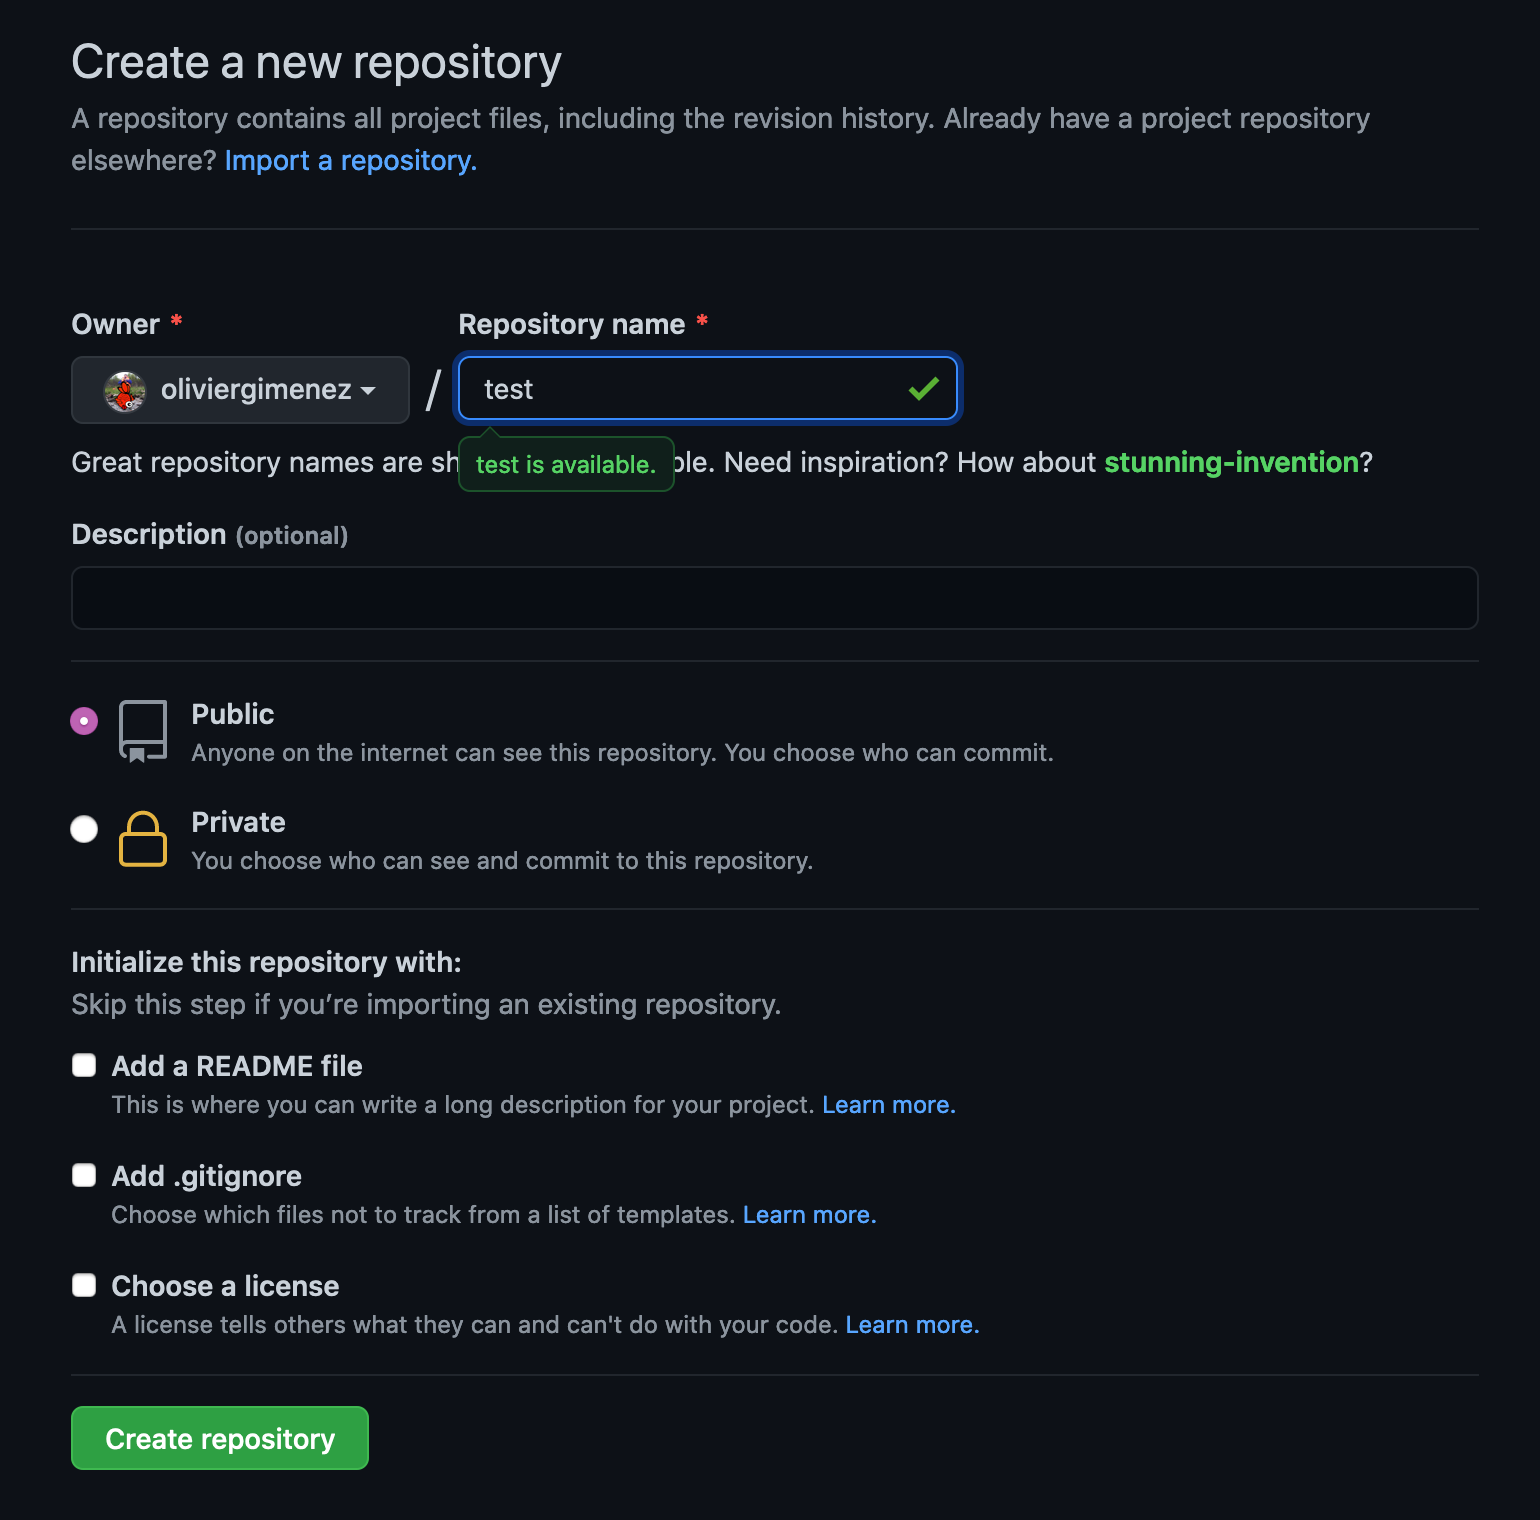 Create a new repository
A repository contains all project files, including the revision history. Already have a project repository
elsewhere? Import a repository.
Owner *
Repository name *
oliviergimenez
/
test
Great repository names are sh
test is available.
ble. Need inspiration? How about stunning-invention?
Description (optional)
Public
Anyone on the internet can see this repository. You choose who can commit.
Private
You choose who can see and commit to this repository.
Initialize this repository with:
Skip this step if you’re importing an existing repository.
Add a README file
This is where you can write a long description for your project. Learn more.
Add .gitignore
Choose which files not to track from a list of templates. Learn more.
Choose a license
A license tells others what they can and can't do with your code. Learn more.
Create repository